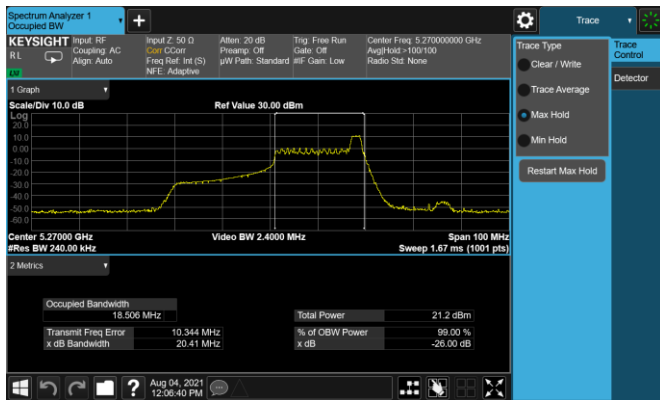 Spectrum Analyzer 1
Occupied BW
Trace
KEYSIGHT
RL
Input: RF
Coupling: AC
Align: Auto
Input Z: 50 Ω
Corr CCorr
Freq Ref: Int (S)
NFE: Adaptive
Atten: 20 dB
Preamp: Off
µW Path: Standard
Trig: Free Run
Gate: Off
#IF Gain: Low
Center Freq: 5.270000000 GHz
Avg|Hold:>100/100
Radio Std: None
Trace Type
Clear / Write
Trace Average
Max Hold
Min Hold
Restart Max Hold
Trace
Control
Detector
1 Graph
Scale/Div 10.0 dB
Ref Value 30.00 dBm
Log
20.0
10.0
0.00
-10.0
-20.0
-30.0
-40.0
-50.0
-60.0
Center 5.27000 GHz
Video BW 2.4000 MHz
Span 100 MHz
#Res BW 240.00 kHz
Sweep 1.67 ms (1001 pts)
2 Metrics
Occupied Bandwidth
18.506 MHz
Total Power 21.2 dBm
Transmit Freq Error 10.344 MHz
% of OBW Power 99.00 %
x dB Bandwidth 20.41 MHz
x dB -26.00 dB
?
Aug 04, 2021
12:06:40 PM